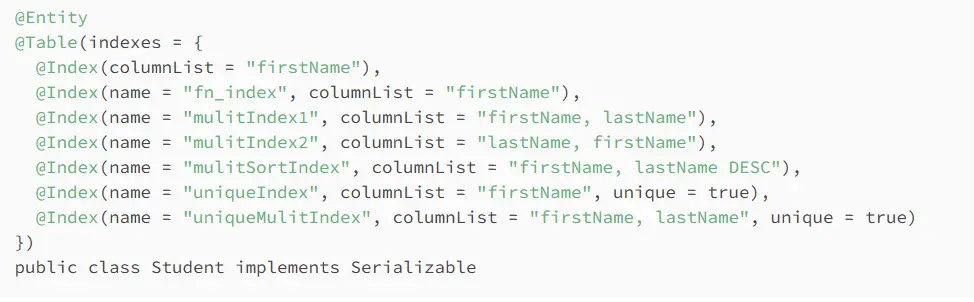 @Entity
@Table(indexes = {
@Index(columnList = "firstName"),
@Index(name = "fn_index", columnList = "firstName"),
@Index(name = "mulitIndex1", columnList = "firstName, lastName"),
@Index(name = "mulitIndex2", columnList = "lastName, firstName"),
@Index(name = "mulitSortIndex", columnList = "firstName, lastName DESC"),
@Index(name = "uniqueIndex", columnList = "firstName", unique = true),
@Index(name = "uniqueMulitIndex", columnList = "firstName, lastName", unique = true)
})
public class Student implements Serializable